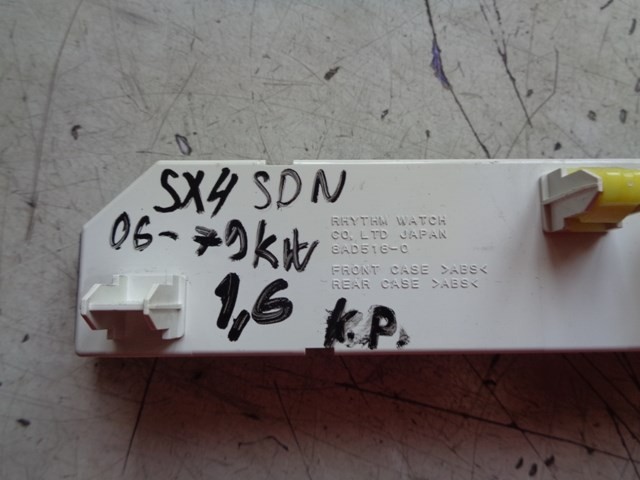 SX4 SDN
06- 79KW
1,6
K.P.
RHYTHM WATCH
CO, LTD JAPAN
8AD516-0
FRONT CASE >ABS<
REAR CASE >ABS<